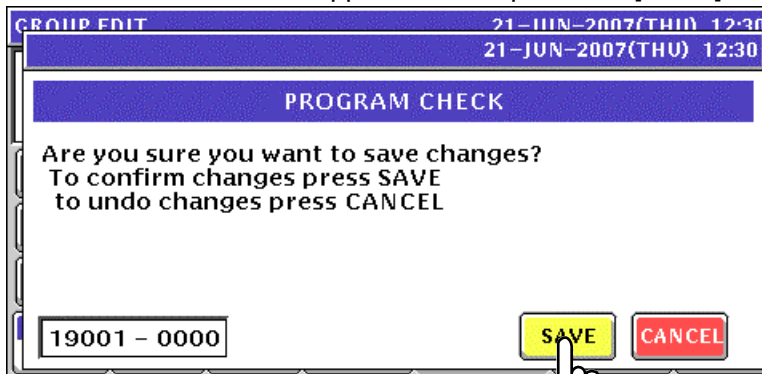 GROUP EDIT 21-JUN-2007(THU) 12:30
21-JUN-2007(THU) 12:30
PROGRAM CHECK
Are you sure you want to save changes?
To confirm changes press SAVE
to undo changes press CANCEL
19001 - 0000 SAVE CANCEL